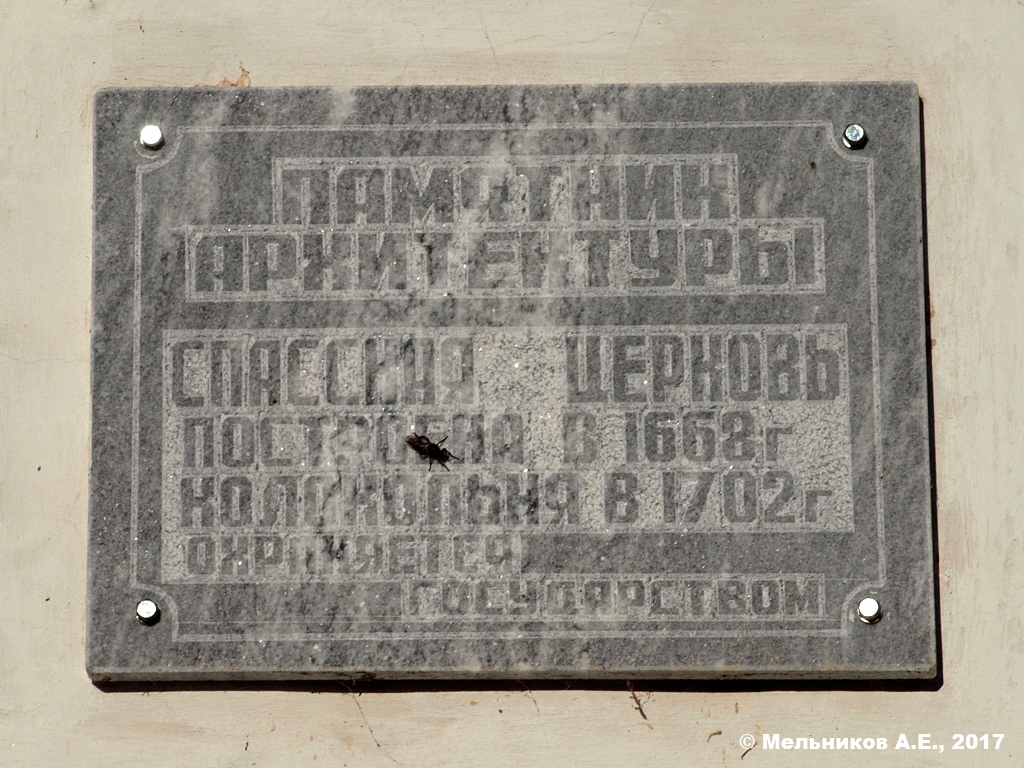 ПАМЯТНИК
АРХИТЕКТУРЫ
СПАССКАЯ ЦЕРКОВЬ
ПОСТРОЕНА В 1668г
КОЛОКОЛЬНЯ В 1702г
ОХРАНЯЕТСЯ
ГОСУДАРСТВОМ
© Мельников А.Е., 2017